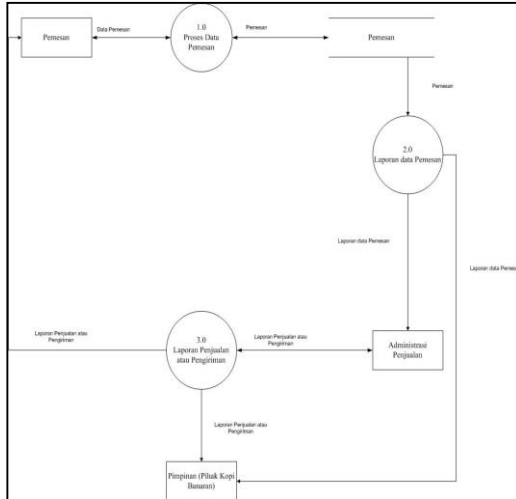 Pemesan
Data Pemesan
1.0
Proses Data
Pemesan
Pemesan
Pemesan
Pemesan
2.0
Laporan data Pemesan
Laporan data Pemesan
Laporan data Pemesan
Laporan Penjualan atau
Pengiriman
3.0
Laporan Penjualan
atau Pengiriman
Laporan Penjualan atau
Pengiriman
Administrasi
Penjualan
Laporan Penjualan atau
Pengiriman
Pimpinan (Pihak Kopi
Banaran)